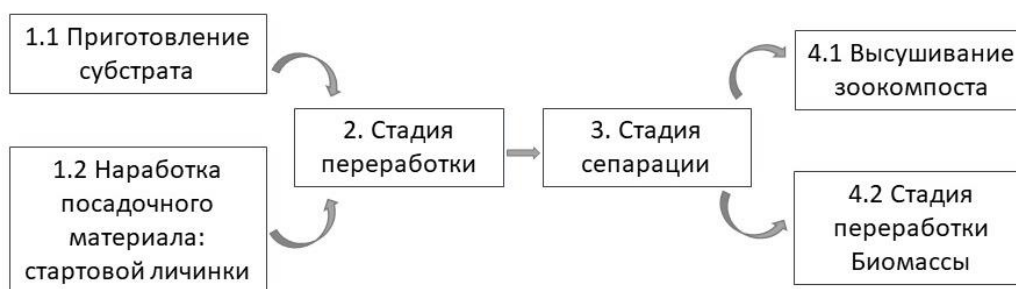 1.1 Приготовление
субстрата
1.2 Наработка
посадочного
материала:
стартовой личинки
2. Стадия
переработки
3. Стадия
сепарации
4.1 Высушивание
зоокомпоста
4.2 Стадия
переработки
Биомассы